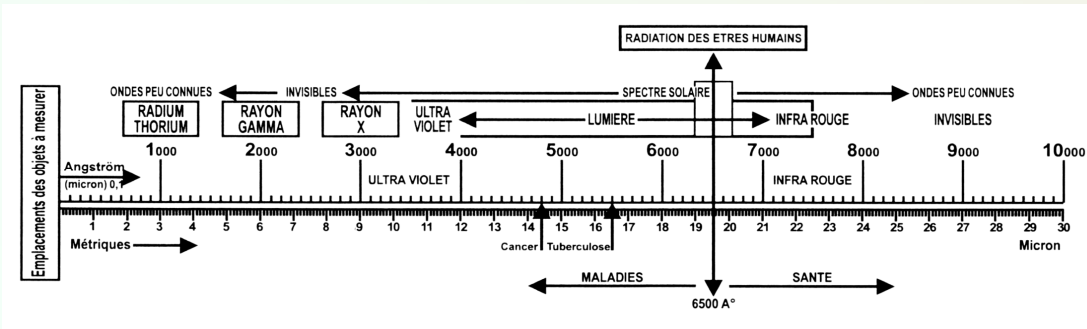 RADIATION DES ETRES HUMAINS
Emplacements des objets à mesurer
ONDES PEU CONNUES
INVISIBLES
SPECTRE SOLAIRE
ONDES PEU CONNUES
RADIUM
THORIUM
RAYON
GAMMA
RAYON
X
ULTRA
VIOLET
LUMIERE
INFRA ROUGE
INVISIBLES
1000 2000 3000 4000 5000 6000 7000 8000 9000 10000
Angström
(micron) 0,1
ULTRA VIOLET
INFRA ROUGE
1 2 3 4 5 6 7 8 9 10 11 12 13 14 15 16 17 18 19 20 21 22 23 24 25 26 27 28 29 30
Métriques
Cancer
Tuberculose
Micron
MALADIES
SANTE
6500 A°